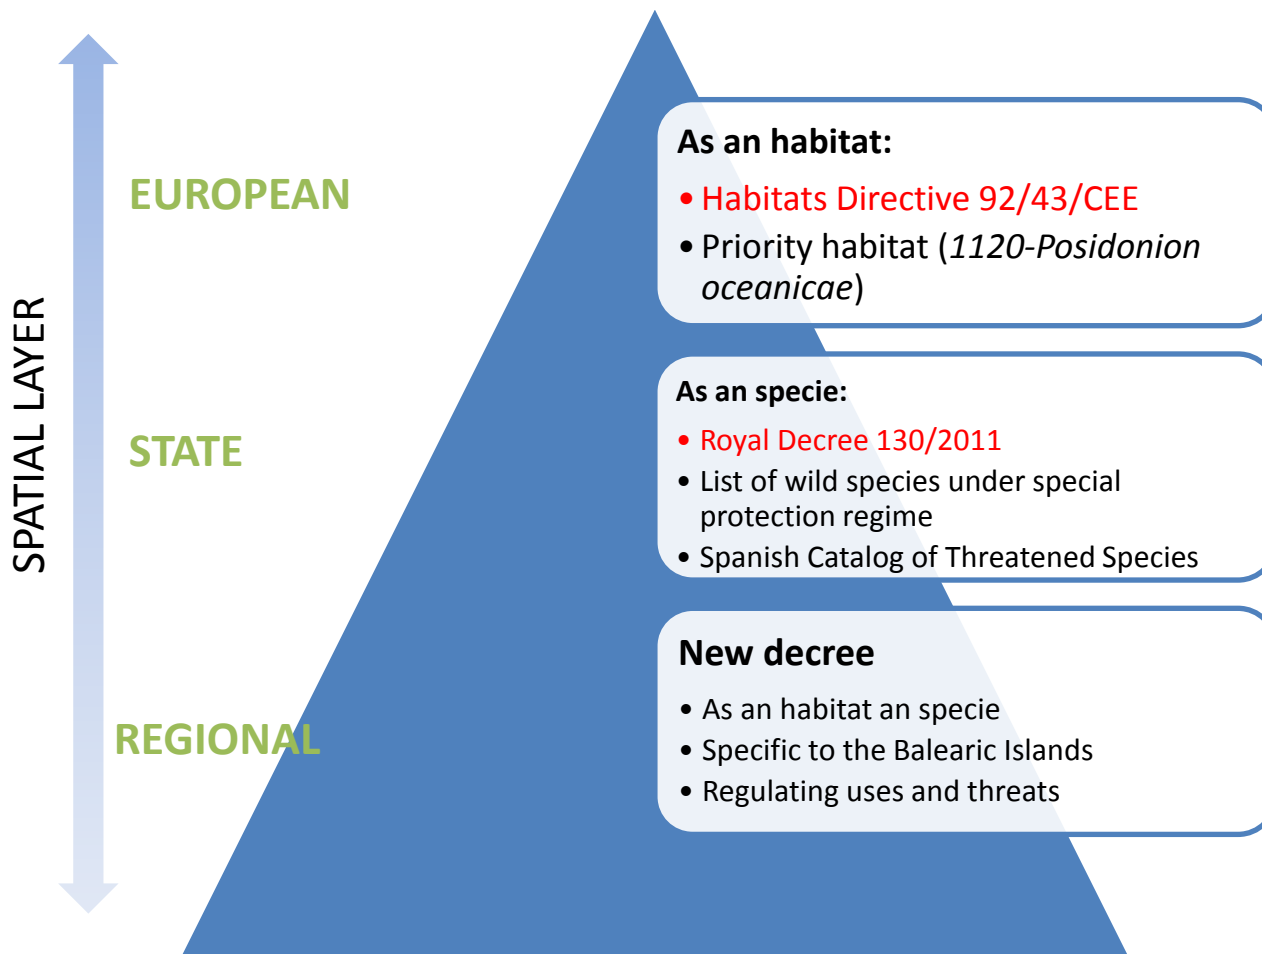 SPATIAL LAYER
EUROPEAN
As an habitat:
• Habitats Directive 92/43/CEE
• Priority habitat (1120-Posidonion
oceanicae)
STATE
As an specie:
• Royal Decree 130/2011
• List of wild species under special
protection regime
• Spanish Catalog of Threatened Species
REGIONAL
New decree
• As an habitat an specie
• Specific to the Balearic Islands
• Regulating uses and threats